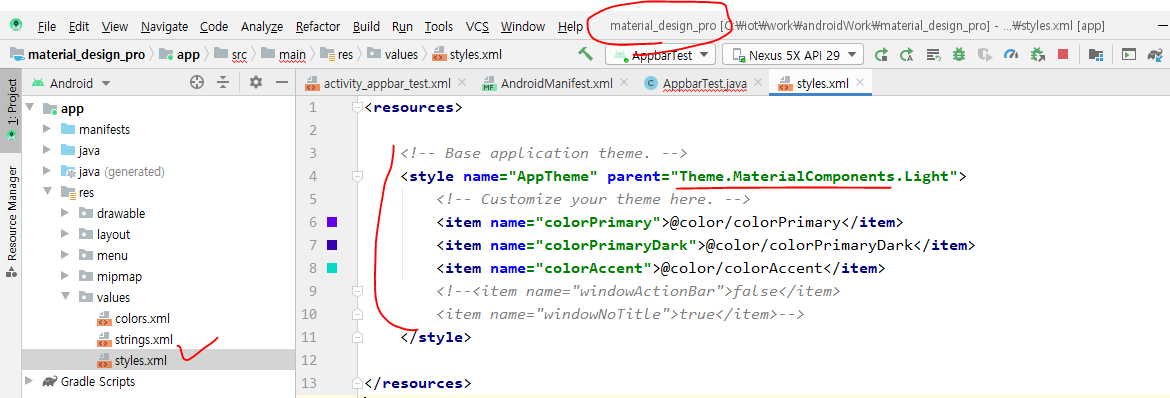 File Edit View Navigate Code Analyze Refactor Build Run Tools VCS Window Help material_design_pro [C:₩iot₩work₩androidWork₩material_design_pro] - ...₩styles.xml [app]
material_design_pro app src main res values styles.xml AppbarTest Nexus 5X API 29
1: Project
Resource Manager
Android
app
manifests
java
java (generated)
res
drawable
layout
menu
mipmap
values
colors.xml
strings.xml
styles.xml
Gradle Scripts
activity_appbar_test.xml AndroidManifest.xml AppbarTest.java styles.xml
1 <resources>
2
3 <!-- Base application theme. -->
4 <style name="AppTheme" parent="Theme.MaterialComponents.Light">
5 <!-- Customize your theme here. -->
6 <item name="colorPrimary">@color/colorPrimary</item>
7 <item name="colorPrimaryDark">@color/colorPrimaryDark</item>
8 <item name="colorAccent">@color/colorAccent</item>
9 <!--<item name="windowActionBar">false</item>
10 <item name="windowNoTitle">true</item>-->
11 </style>
12
13 </resources>